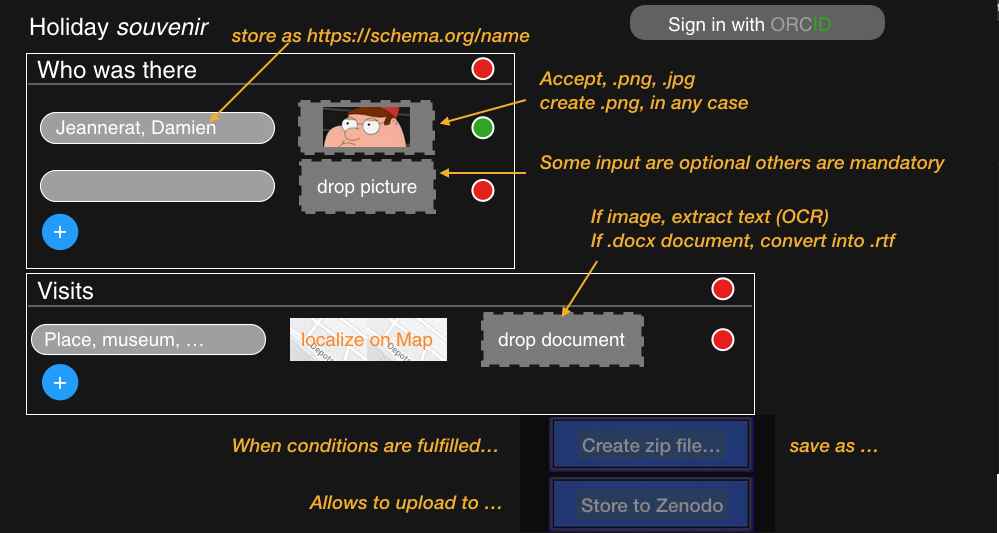 Holiday souvenir
store as https://schema.org/name
Sign in with ORCID
Who was there
Accept, .png, .jpg
create .png, in any case
Jeannerat, Damien
Some input are optional others are mandatory
drop picture
+
If image, extract text (OCR)
If .docx document, convert into .rtf
Visits
Place, museum, …
localize on Map
Depots
Depots
drop document
+
When conditions are fulfilled…
Create zip file…
save as …
Allows to upload to …
Store to Zenodo